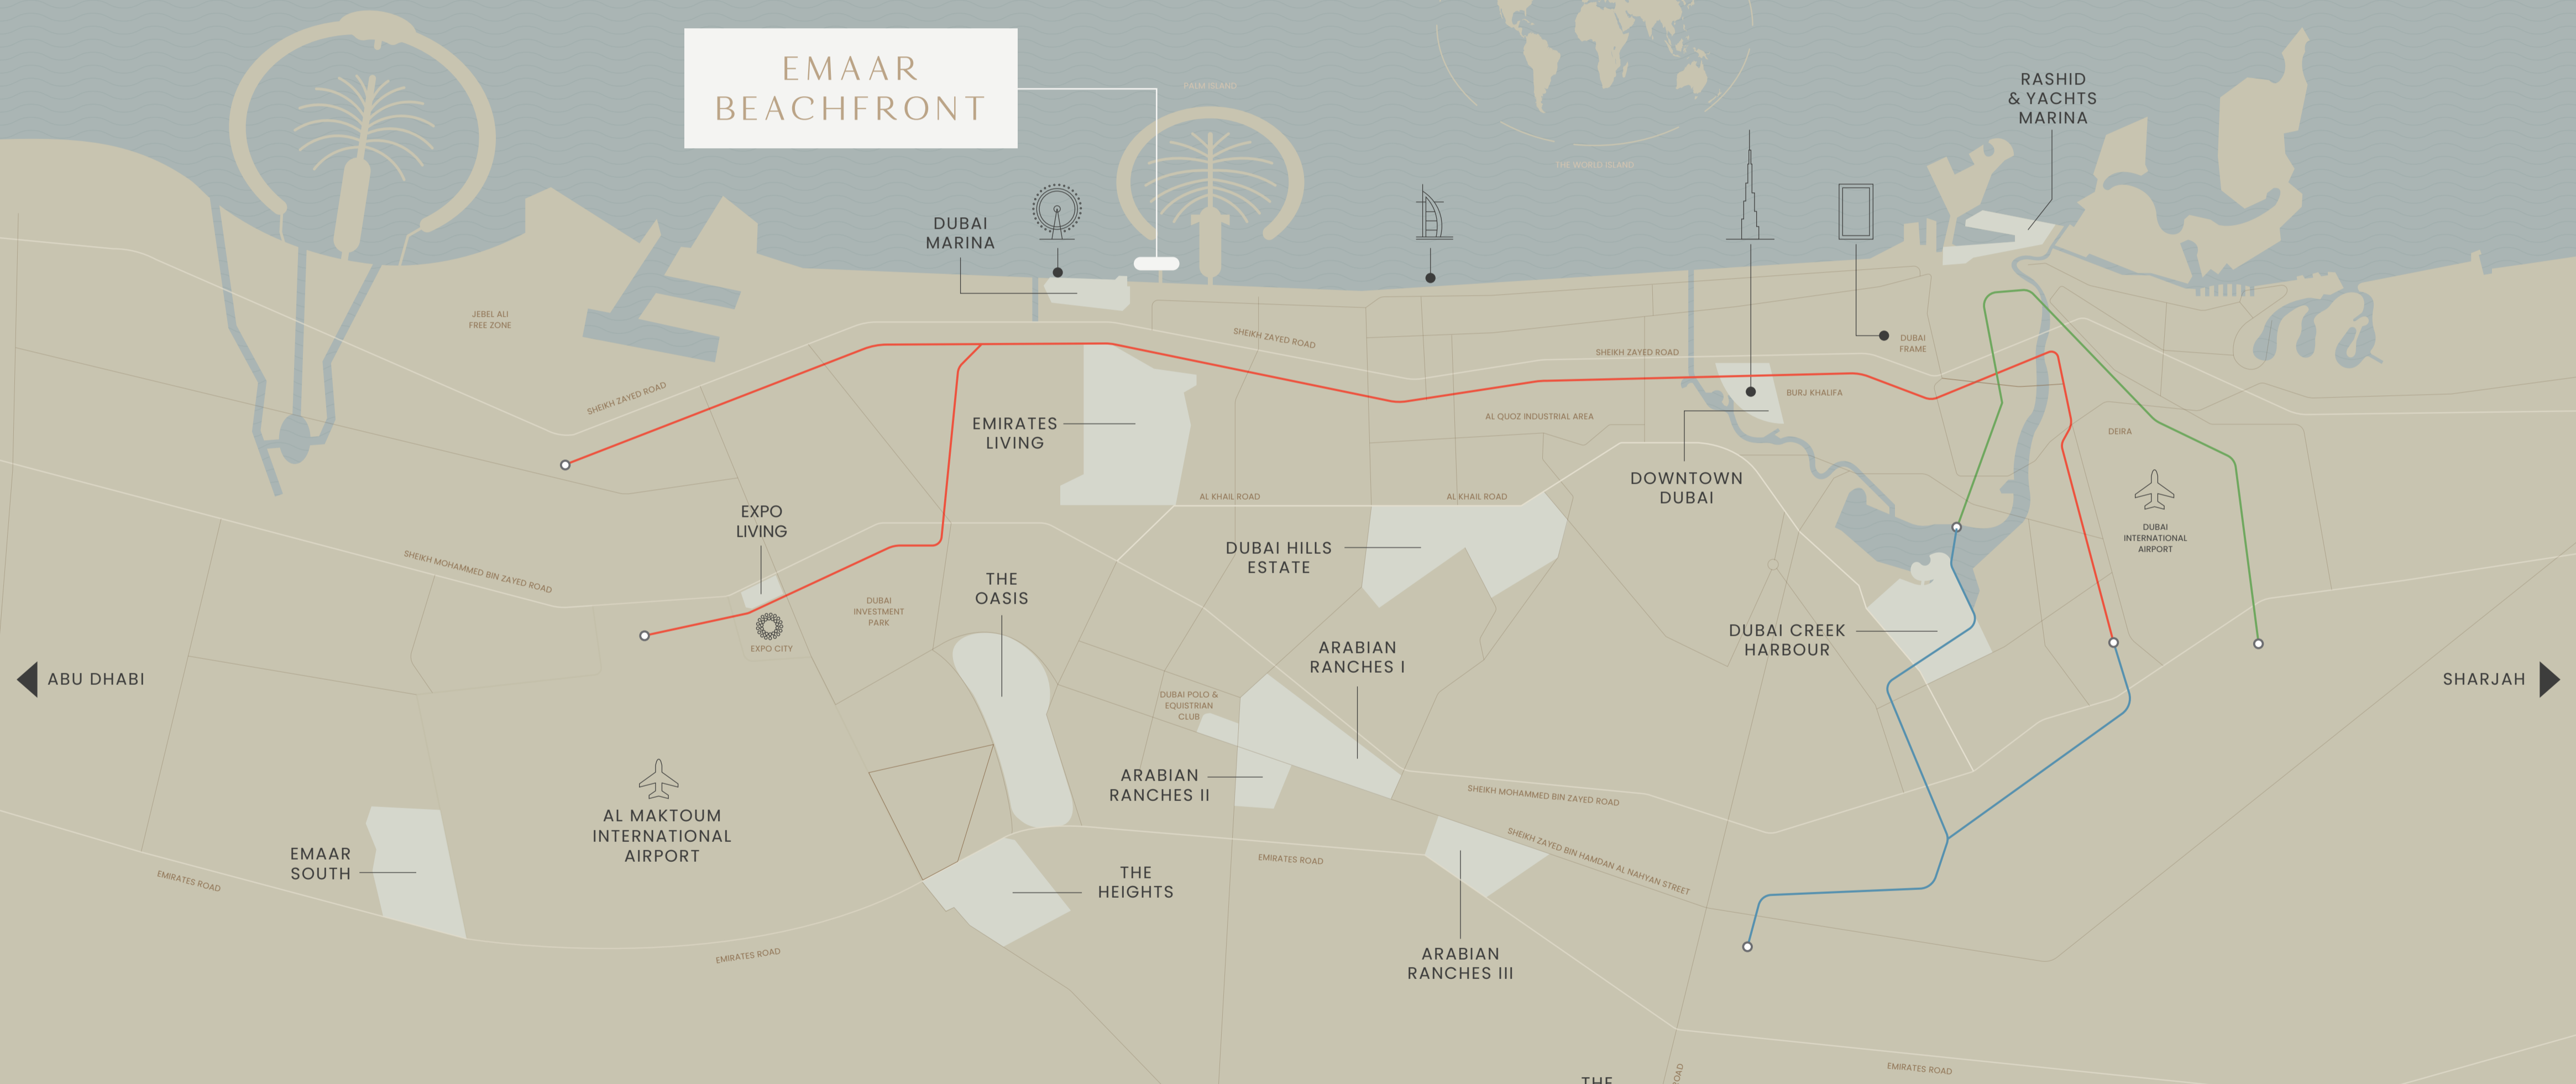 EMAAR
BEACHFRONT
PALM ISLAND
THE WORLD ISLAND
RASHID
& YACHTS
MARINA
DUBAI
MARINA
JEBEL ALI
FREE ZONE
SHEIKH ZAYED ROAD
SHEIKH ZAYED ROAD
SHEIKH ZAYED ROAD
DUBAI
FRAME
BURJ KHALIFA
AL QUOZ INDUSTRIAL AREA
DEIRA
EMIRATES
LIVING
AL KHAIL ROAD
AL KHAIL ROAD
DOWNTOWN
DUBAI
EXPO
LIVING
DUBAI
INTERNATIONAL
AIRPORT
DUBAI HILLS
ESTATE
SHEIKH MOHAMMED BIN ZAYED ROAD
THE
OASIS
DUBAI
INVESTMENT
PARK
EXPO CITY
DUBAI CREEK
HARBOUR
ARABIAN
RANCHES I
ABU DHABI
SHARJAH
DUBAI POLO &
EQUESTRIAN
CLUB
ARABIAN
RANCHES II
SHEIKH MOHAMMED BIN ZAYED ROAD
AL MAKTOUM
INTERNATIONAL
AIRPORT
SHEIKH ZAYED BIN HAMDAN AL NAHYAN STREET
EMAAR
SOUTH
EMIRATES ROAD
EMIRATES ROAD
THE
HEIGHTS
EMIRATES ROAD
ARABIAN
RANCHES III
EMIRATES ROAD
THE